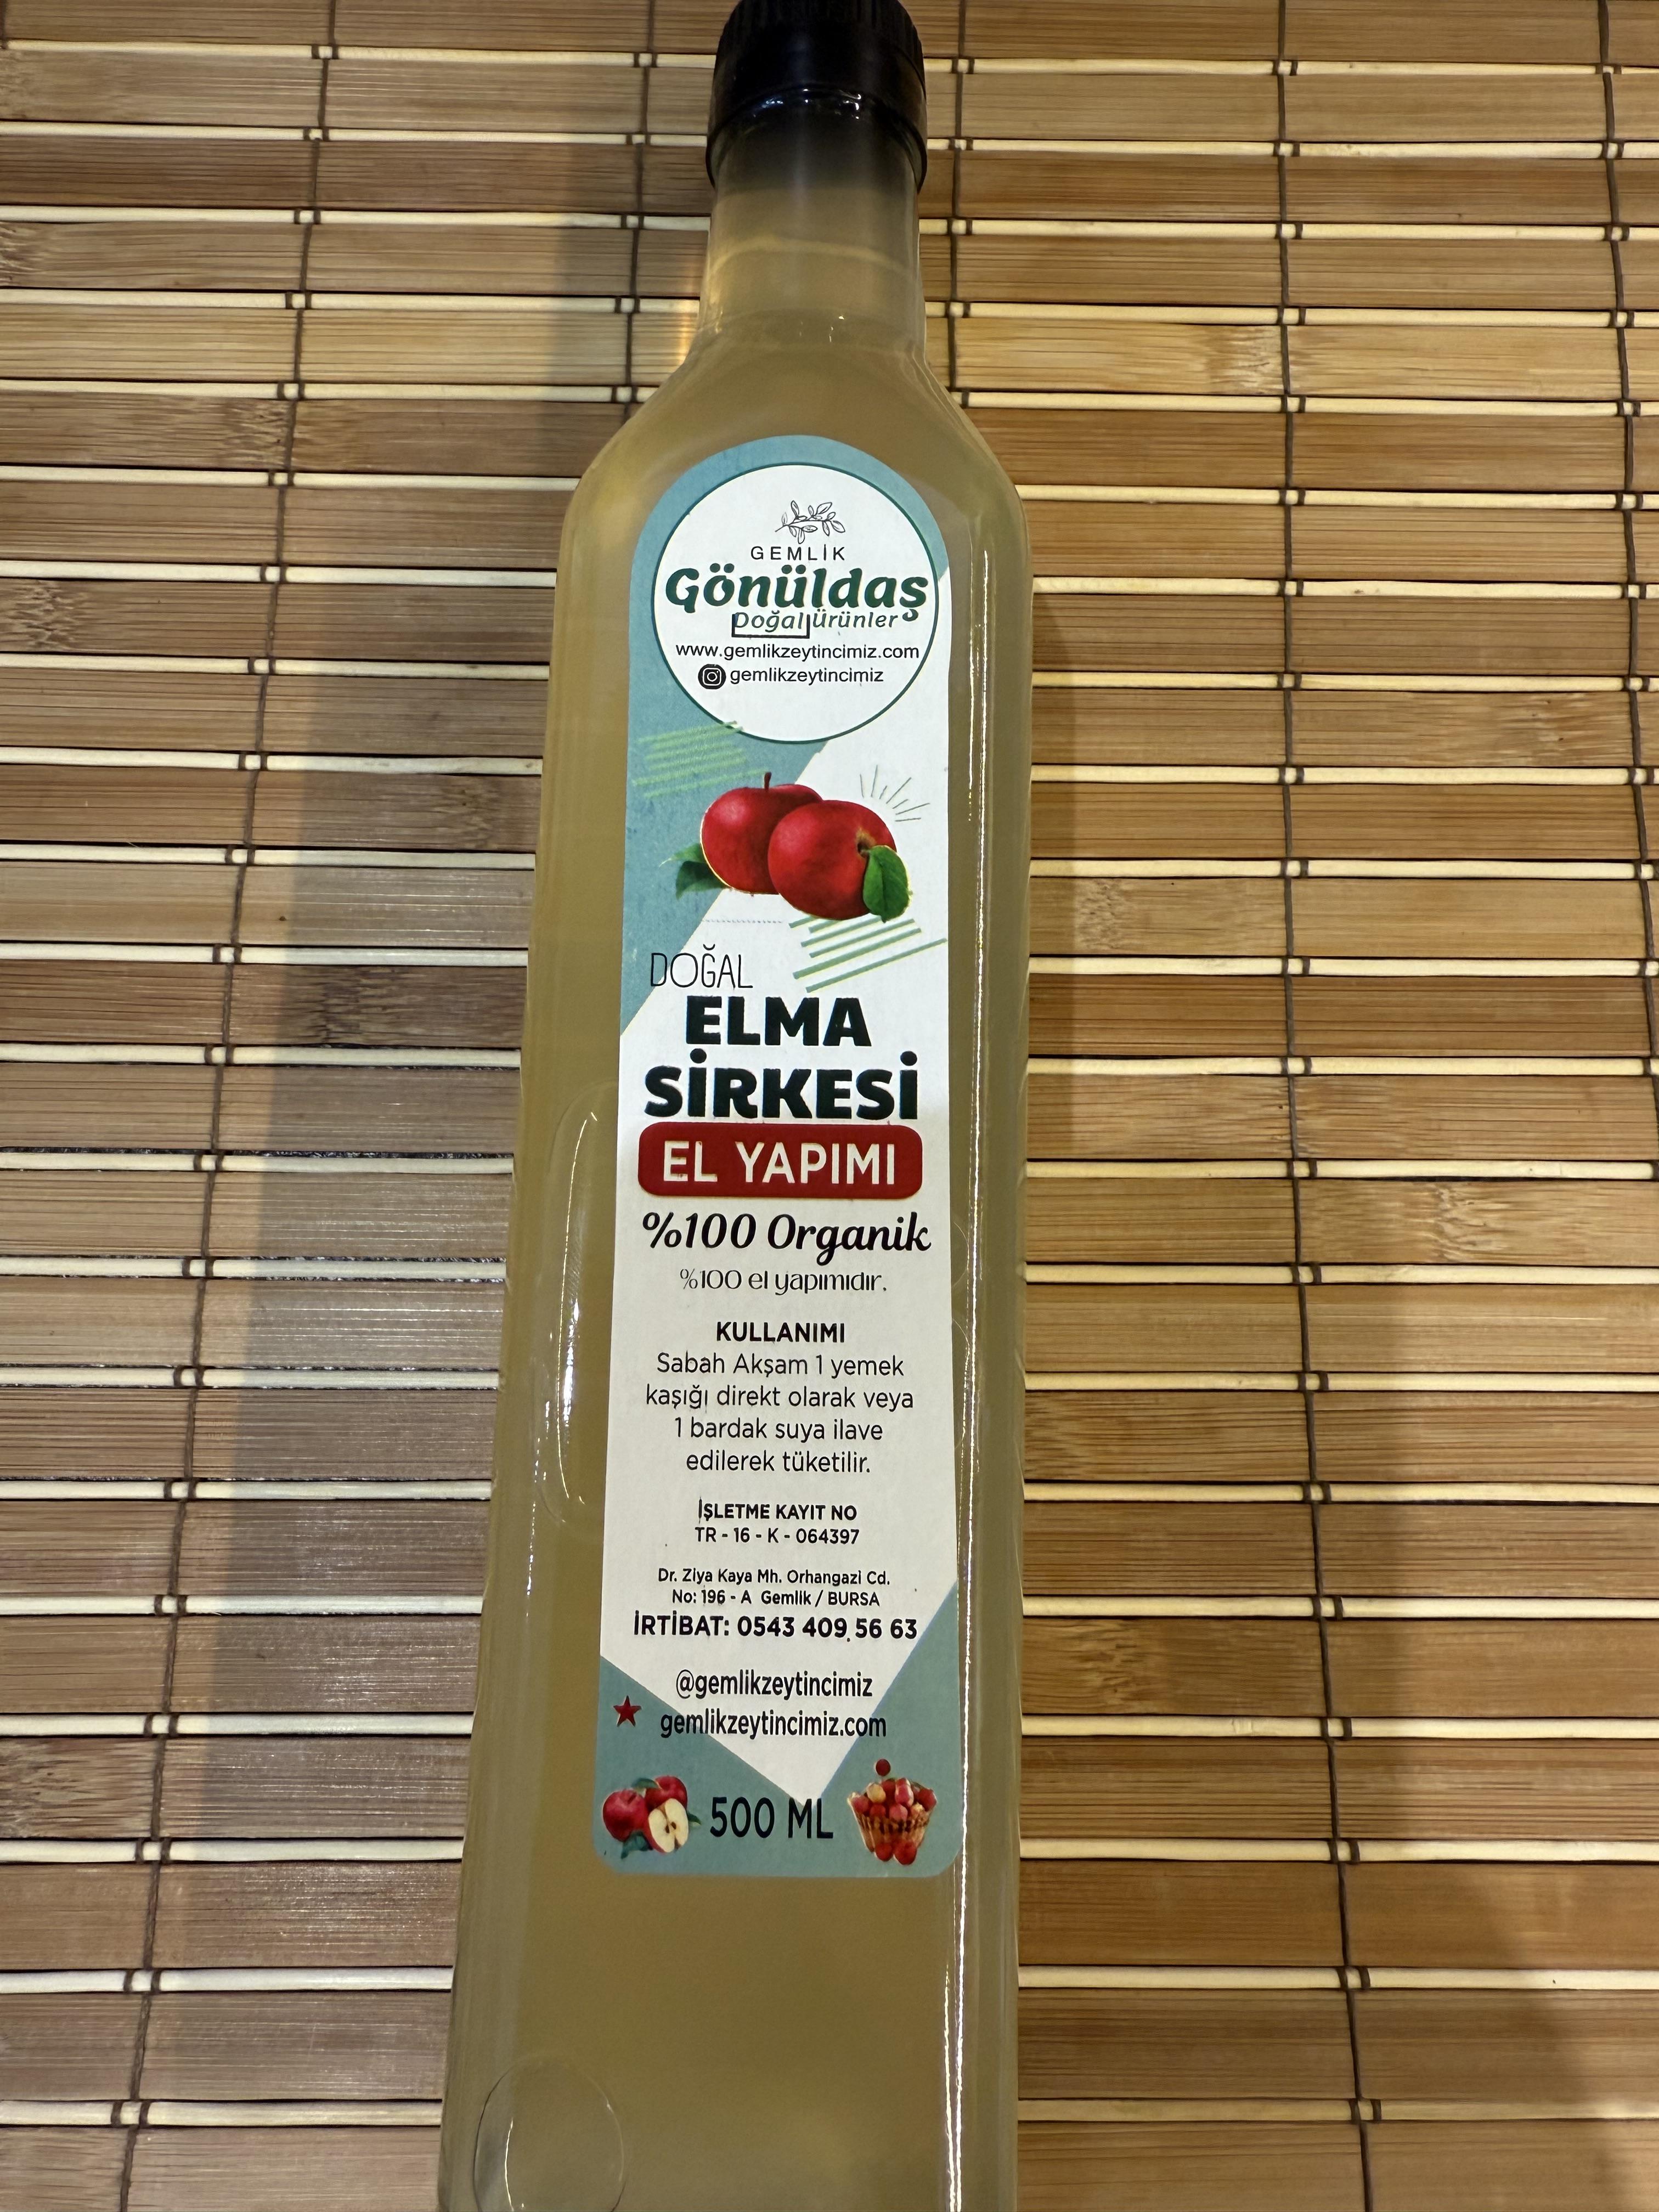 GEMLİK
Gönüldaş
Doğal Ürünler
www.gemlikzeytincimiz.com
gemlikzeytincimiz
DOĞAL
ELMA
SİRKESİ
EL YAPIMI
%100 Organik
%100 el yapımıdır.
KULLANIMI
Sabah Akşam 1 yemek
kaşığı direkt olarak veya
1 bardak suya ilave
edilerek tüketilir.
İŞLETME KAYIT NO
TR - 16 - K - 064397
Dr. Ziya Kaya Mh. Orhangazi Cd.
No: 196 - A Gemlik / BURSA
İRTİBAT: 0543 409 56 63
@gemlikzeytincimiz
gemlikzeytincimiz.com
500 ML